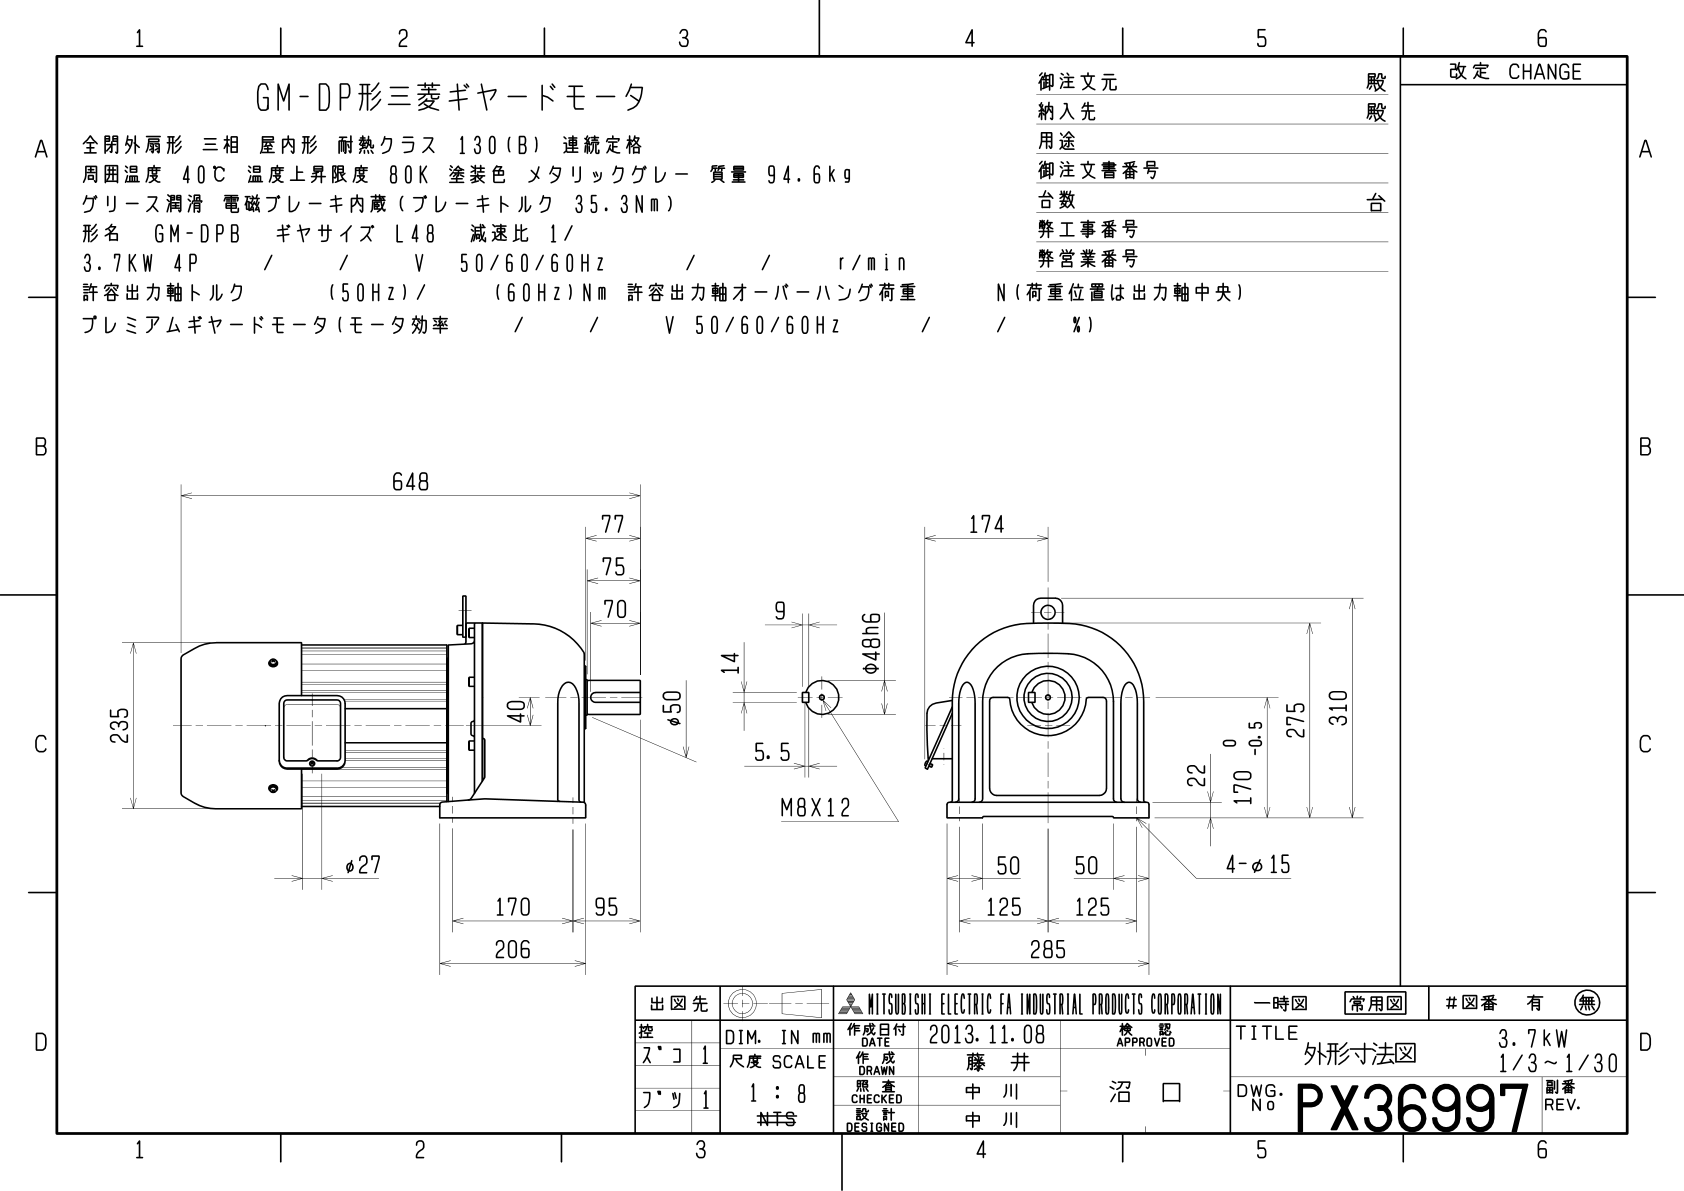 1 2 3 4 5 6
改定 CHANGE
GM-DP形三菱ギヤードモータ
全閉外扇形 三相 屋内形 耐熱クラス 130(B) 連続定格
周囲温度 40℃ 温度上昇限度 80K 塗装色 メタリックグレー 質量 94.6kg
グリース潤滑 電磁ブレーキ内蔵(ブレーキトルク 35.3Nm)
形名 GM-DPB ギヤサイズ L48 減速比 1/
3.7KW 4P / / V 50/60/60Hz / / r/min
許容出力軸トルク (50Hz)/ (60Hz)Nm 許容出力軸オーバーハング荷重 N(荷重位置は出力軸中央)
プレミアムギヤードモータ(モータ効率 / / V 50/60/60Hz / / %)
御注文元 殿
納入先 殿
用途
御注文書番号
台数 台
弊工事番号
弊営業番号
A A
B B
C C
D D
648
77
75
70
235
40
φ50
φ27
170 95
206
9
14
φ48h6
5.5
M8X12
174
22
170 0 -0.5
275
310
50 50
4-φ15
125 125
285
出図先
控
ズコ 1
ブツ 1
DIM. IN mm
尺度 SCALE
1 : 8
NTS
MITSUBISHI ELECTRIC FA INDUSTRIAL PRODUCTS CORPORATION
作成日付 DATE 2013.11.08
作成 DRAWN 藤井
照査 CHECKED 中川
設計 DESIGNED 中川
検認 APPROVED
沼口
一時図 常用図 #図番 有 無
TITLE
外形寸法図
3.7kW
1/3~1/30
DWG. No PX36997
副番 REV.
1 2 3 4 5 6